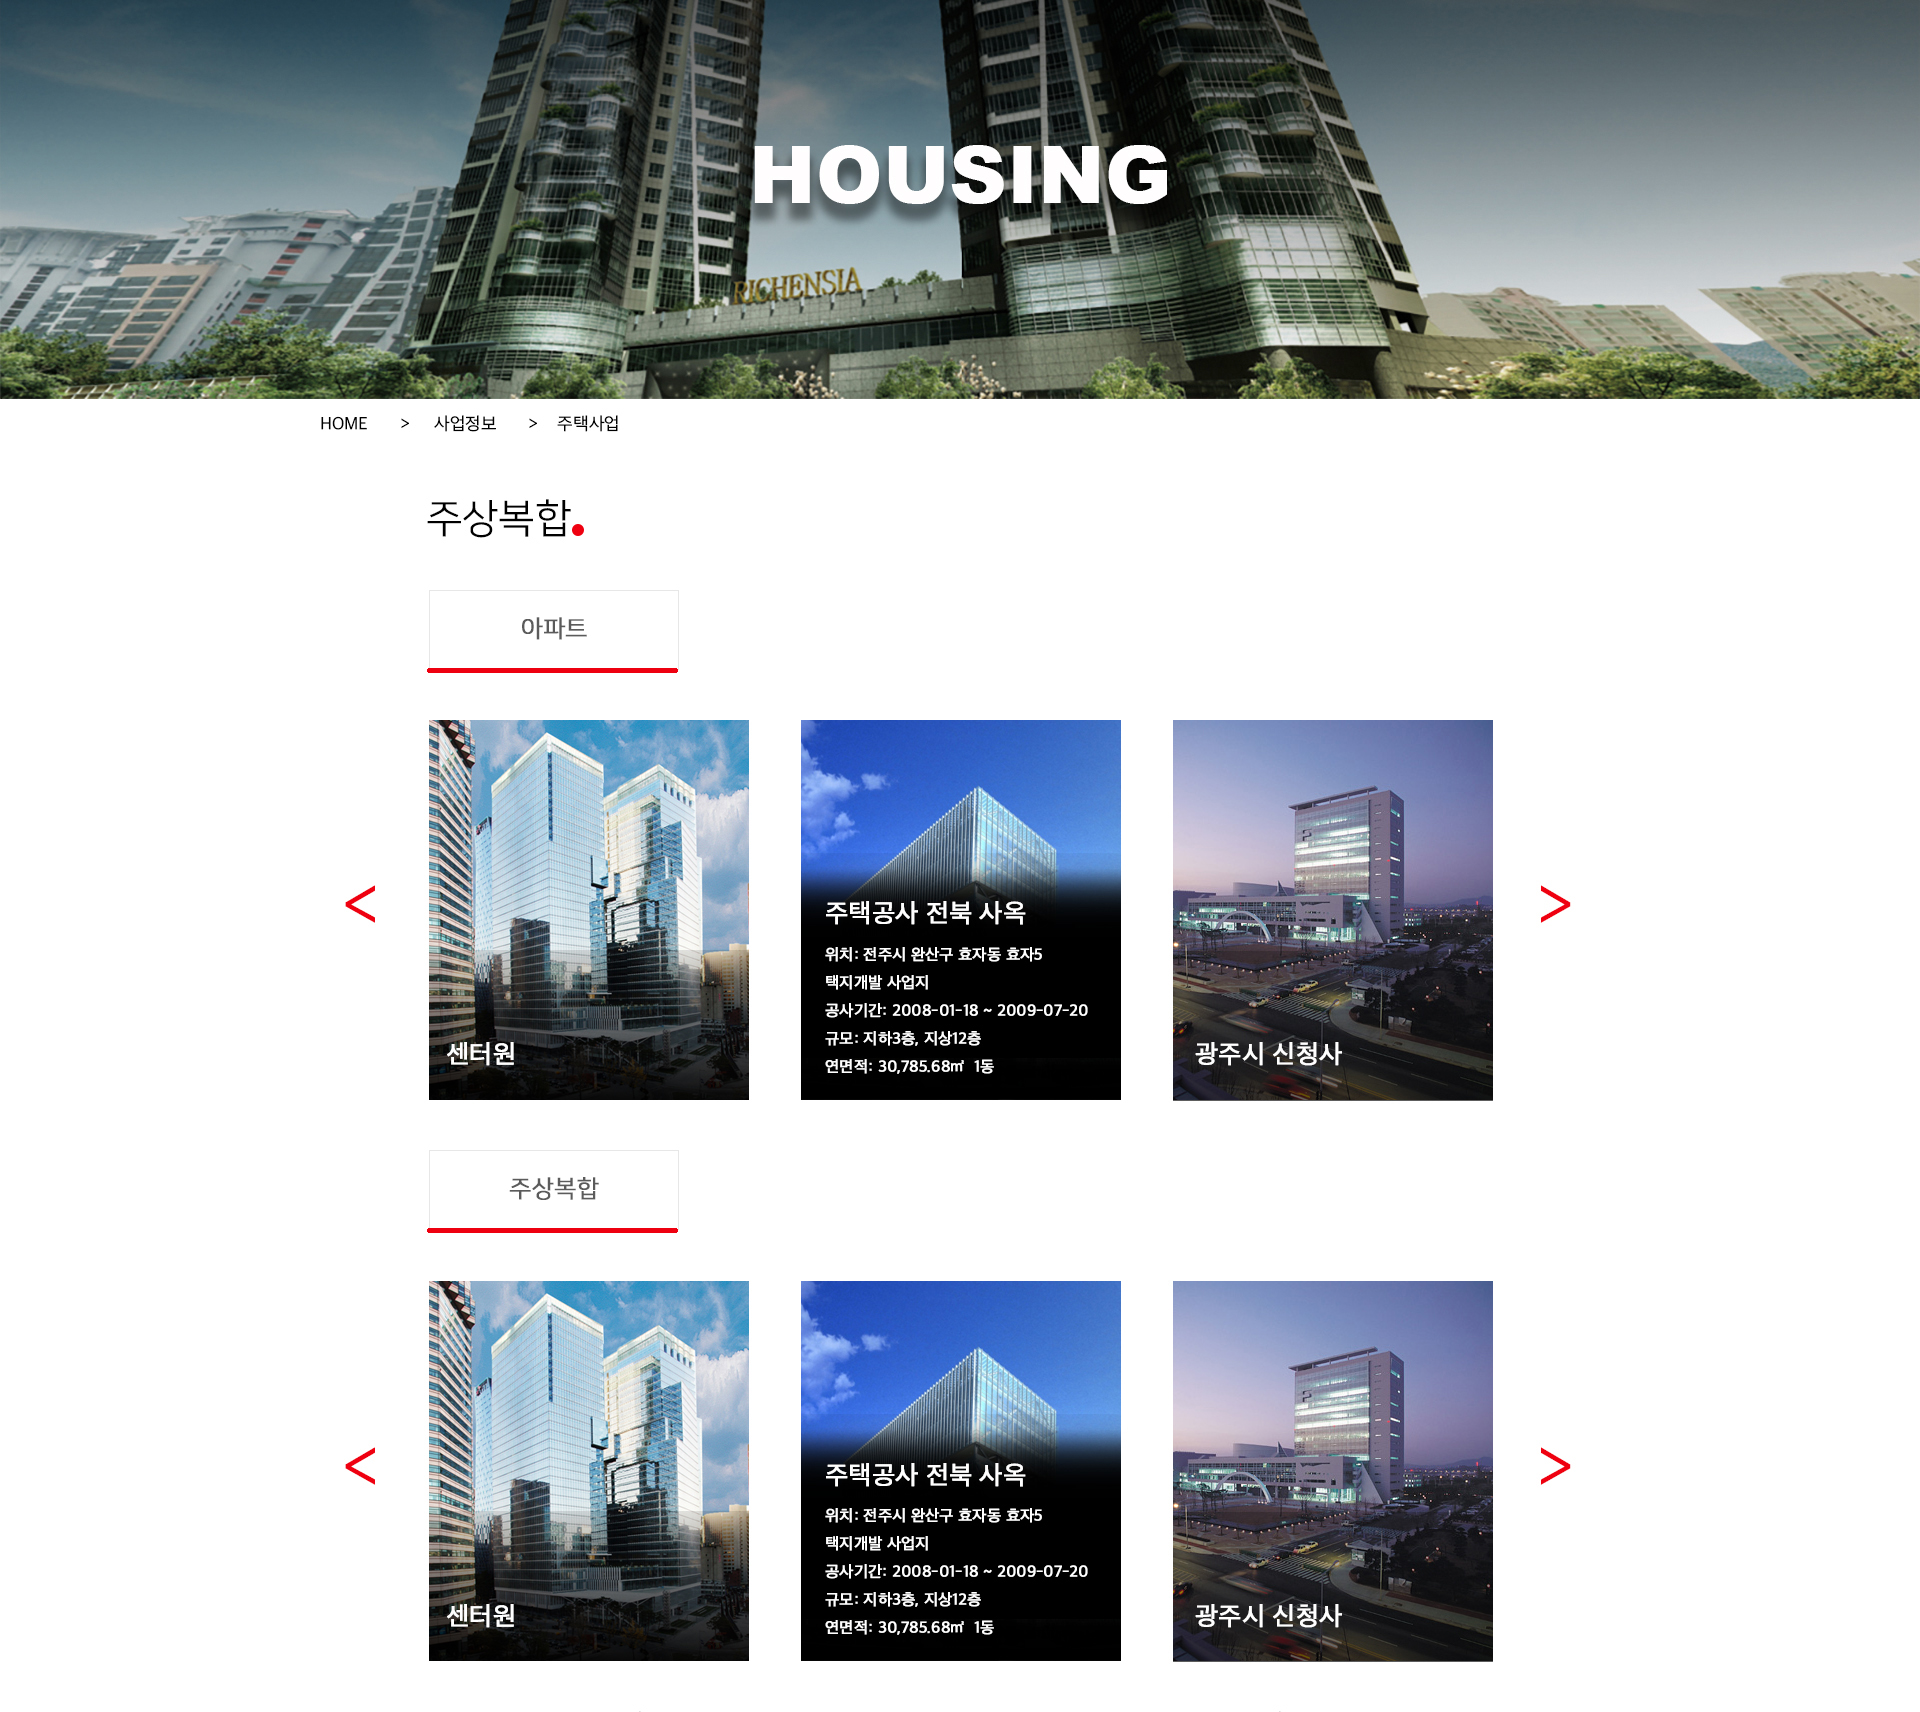 HOUSING
RICHENSIA
HOME > 사업정보 > 주택사업
주상복합.
아파트
<
센터원
주택공사 전북 사옥
위치: 전주시 완산구 효자동 효자5
택지개발 사업지
공사기간: 2008-01-18 ~ 2009-07-20
규모: 지하3층, 지상12층
연면적: 30,785.68㎡ 1동
광주시 신청사
>
주상복합
<
센터원
주택공사 전북 사옥
위치: 전주시 완산구 효자동 효자5
택지개발 사업지
공사기간: 2008-01-18 ~ 2009-07-20
규모: 지하3층, 지상12층
연면적: 30,785.68㎡ 1동
광주시 신청사
>